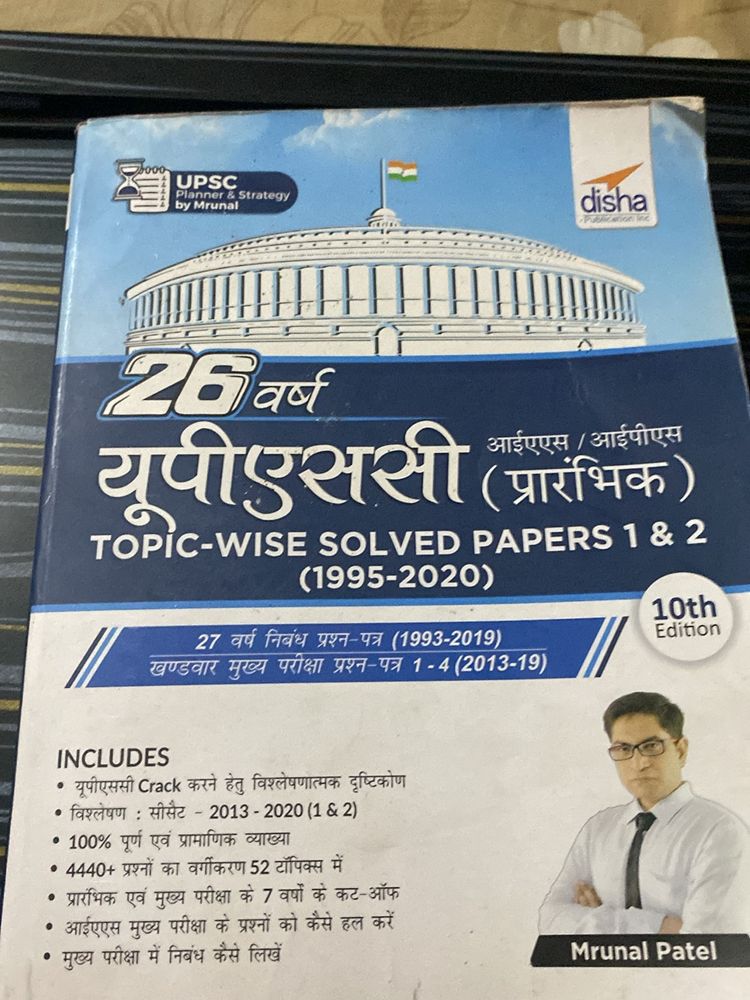 UPSC
Planner & Strategy
by Mrunal
disha
Publication Inc
26 वर्ष
यूपीएससी
आईएएस / आईपीएस
(प्रारंभिक)
TOPIC-WISE SOLVED PAPERS 1 & 2
(1995-2020)
10th
Edition
27 वर्ष निबंध प्रश्न-पत्र (1993-2019)
खण्डवार मुख्य परीक्षा प्रश्न-पत्र 1 - 4 (2013-19)
INCLUDES
• यूपीएससी Crack करने हेतु विश्लेषणात्मक दृष्टिकोण
• विश्लेषण : सीसैट - 2013 - 2020 (1 & 2)
• 100% पूर्ण एवं प्रामाणिक व्याख्या
• 4440+ प्रश्नों का वर्गीकरण 52 टॉपिक्स में
• प्रारंभिक एवं मुख्य परीक्षा के 7 वर्षों के कट-ऑफ
• आईएएस मुख्य परीक्षा के प्रश्नों को कैसे हल करें
• मुख्य परीक्षा में निबंध कैसे लिखें
Mrunal Patel